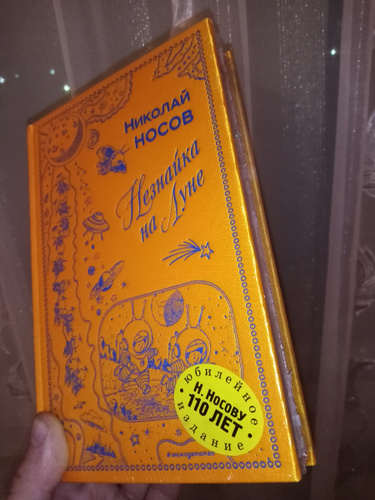 Николай
Носов
Незнайка
на Луне
юбилейное
Н. Носову
110 лет
издание